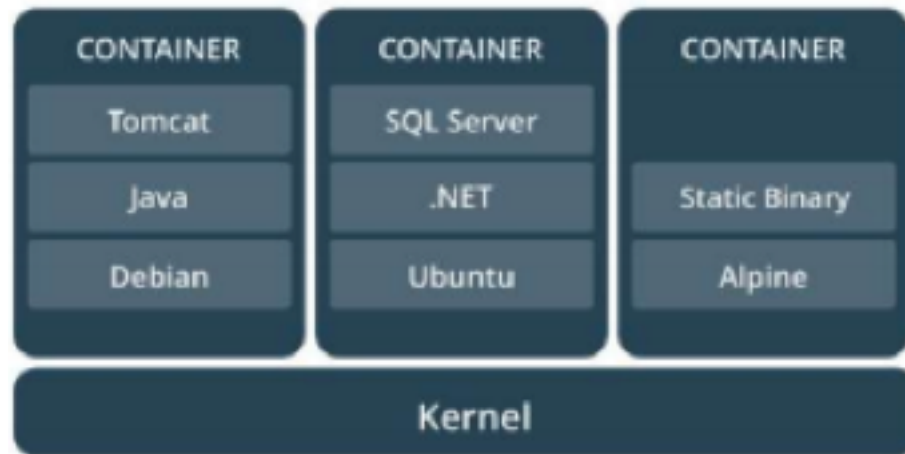 CONTAINER
Tomcat
Java
Debian
CONTAINER
SQL Server
.NET
Ubuntu
CONTAINER
Static Binary
Alpine
Kernel